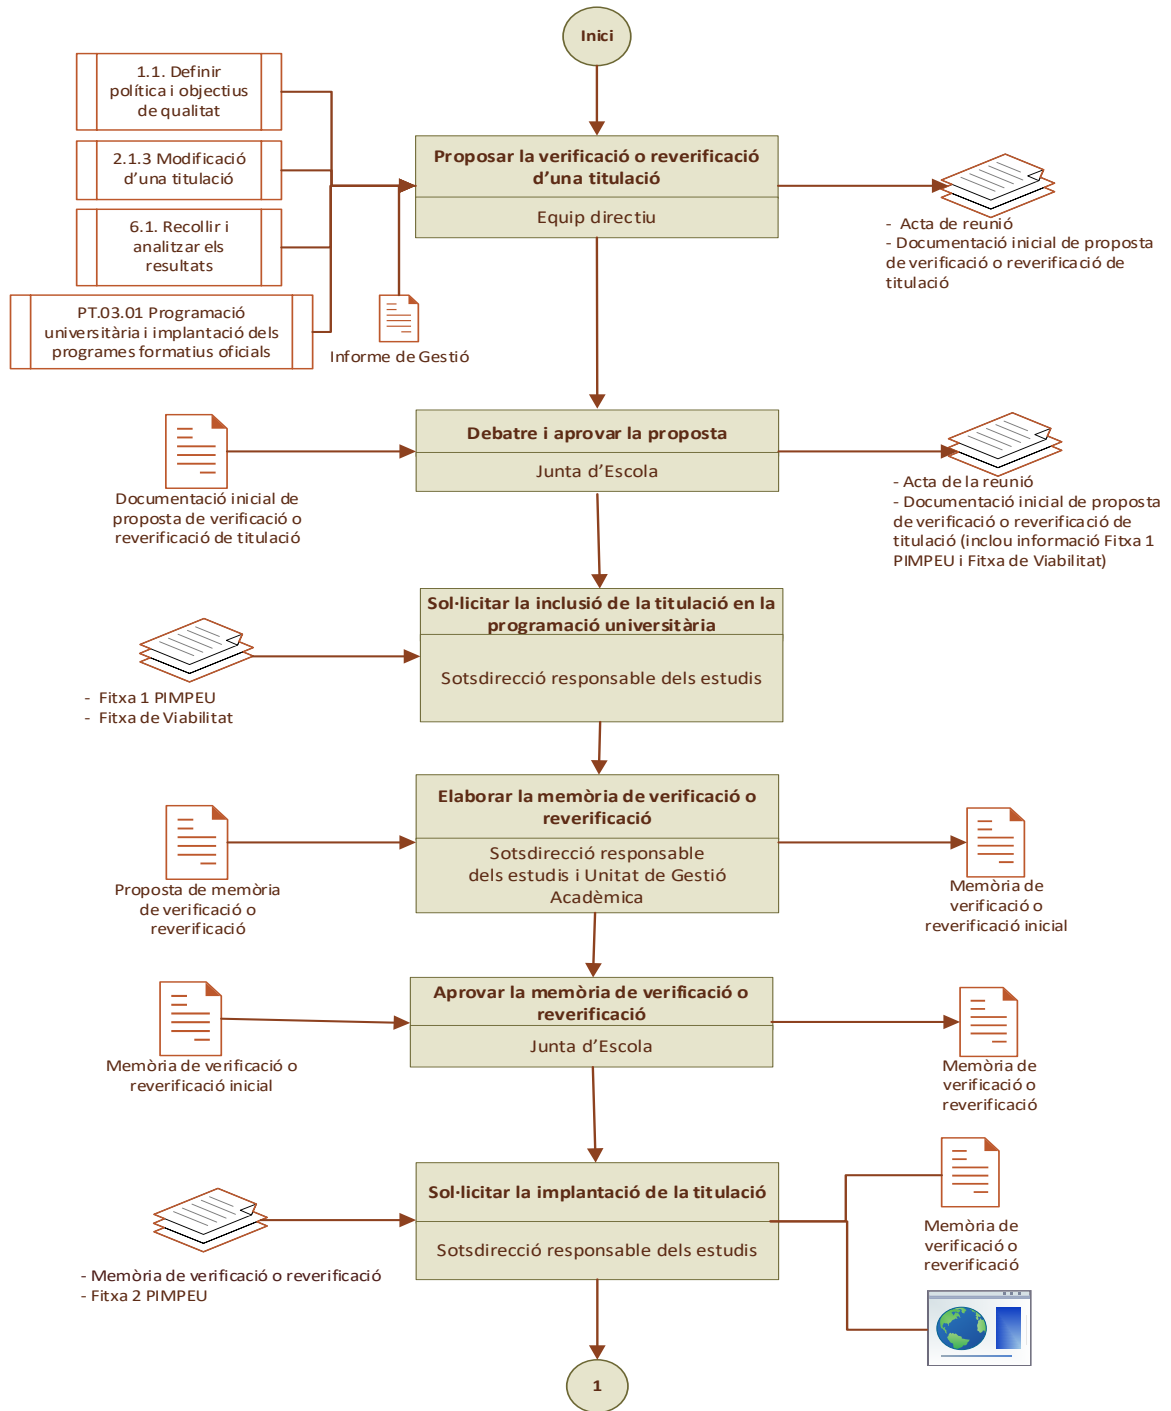 Inici
1.1. Definir
política i objectius
de qualitat
2.1.3 Modificació
d'una titulació
6.1. Recollir i
analitzar els
resultats
PT.03.01 Programació
universitària i implantació dels
programes formatius oficials
Informe de Gestió
Proposar la verificació o reverificació
d'una titulació
Equip directiu
- Acta de reunió
- Documentació inicial de proposta
de verificació o reverificació de
titulació
Documentació inicial de
proposta de verificació o
reverificació de titulació
Debatre i aprovar la proposta
Junta d'Escola
- Acta de la reunió
- Documentació inicial de proposta
de verificació o reverificació de
titulació (inclou informació Fitxa 1
PIMPEU i Fitxa de Viabilitat)
- Fitxa 1 PIMPEU
- Fitxa de Viabilitat
Sol·licitar la inclusió de la titulació en la
programació universitària
Sotsdirecció responsable dels estudis
Proposta de memòria
de verificació o
reverificació
Elaborar la memòria de verificació o
reverificació
Sotsdirecció responsable
dels estudis i Unitat de Gestió
Acadèmica
Memòria de
verificació o
reverificació inicial
Memòria de verificació o
reverificació inicial
Aprovar la memòria de verificació o
reverificació
Junta d'Escola
Memòria de
verificació o
reverificació
- Memòria de verificació o reverificació
- Fitxa 2 PIMPEU
Sol·licitar la implantació de la titulació
Sotsdirecció responsable dels estudis
Memòria de
verificació o
reverificació
1